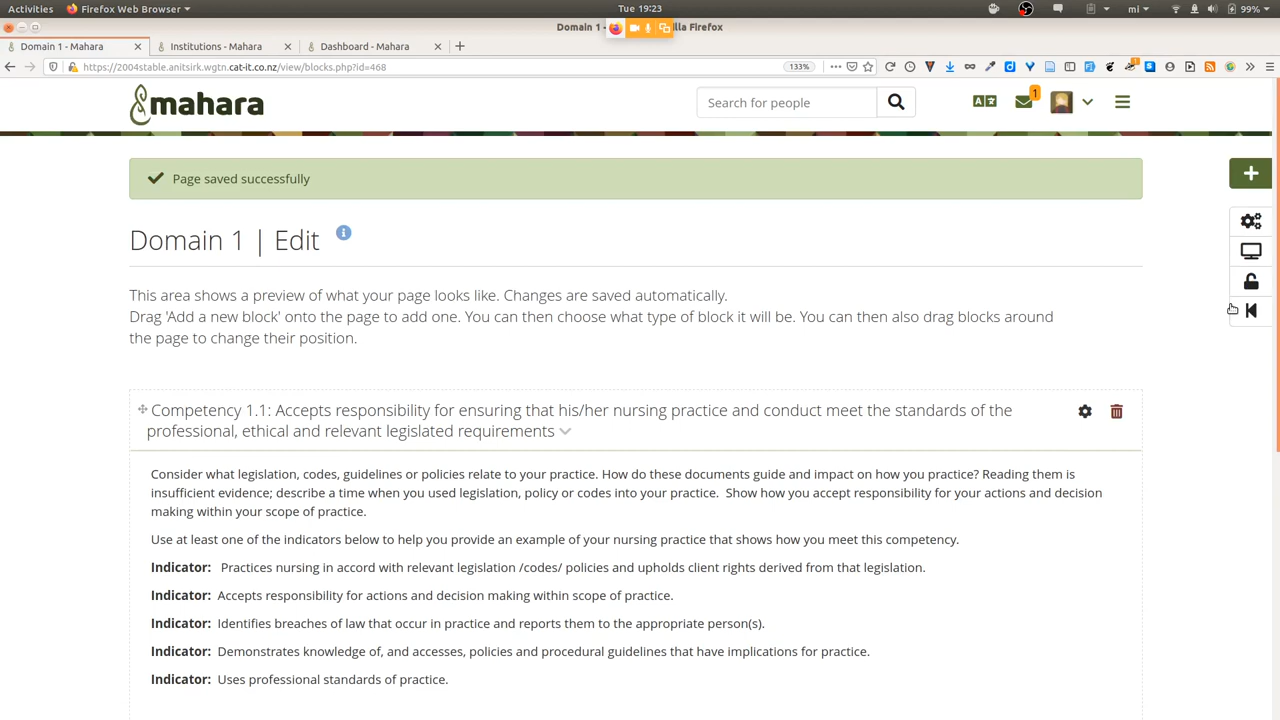 Activities Firefox Web Browser Tue 19:23 mi 99%
Domain 1 - lla Firefox
Domain 1 - Mahara Institutions - Mahara Dashboard - Mahara
https://2004stable.anitsirk.wgtn.cat-it.co.nz/view/blocks.php?id=468 133%
mahara Search for people 1
Page saved successfully
Domain 1 | Edit
This area shows a preview of what your page looks like. Changes are saved automatically.
Drag 'Add a new block' onto the page to add one. You can then choose what type of block it will be. You can then also drag blocks around
the page to change their position.
Competency 1.1: Accepts responsibility for ensuring that his/her nursing practice and conduct meet the standards of the
professional, ethical and relevant legislated requirements
Consider what legislation, codes, guidelines or policies relate to your practice. How do these documents guide and impact on how you practice? Reading them is
insufficient evidence; describe a time when you used legislation, policy or codes into your practice. Show how you accept responsibility for your actions and decision
making within your scope of practice.
Use at least one of the indicators below to help you provide an example of your nursing practice that shows how you meet this competency.
Indicator: Practices nursing in accord with relevant legislation /codes/ policies and upholds client rights derived from that legislation.
Indicator: Accepts responsibility for actions and decision making within scope of practice.
Indicator: Identifies breaches of law that occur in practice and reports them to the appropriate person(s).
Indicator: Demonstrates knowledge of, and accesses, policies and procedural guidelines that have implications for practice.
Indicator: Uses professional standards of practice.